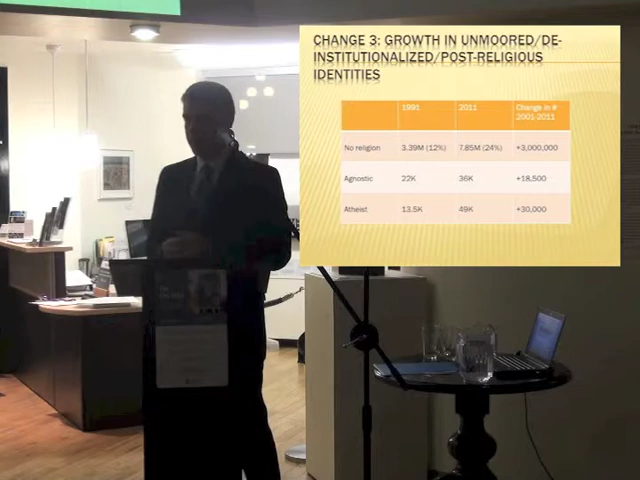 CHANGE 3: GROWTH IN UNMOORED/DE-
INSTITUTIONALIZED/POST-RELIGIOUS
IDENTITIES
1991 2011 Change in #
2001-2011
No religion 3.39M (12%) 7.85M (24%) +3,000,000
Agnostic 22K 36K +18,500
Atheist 13.5K 49K +30,000